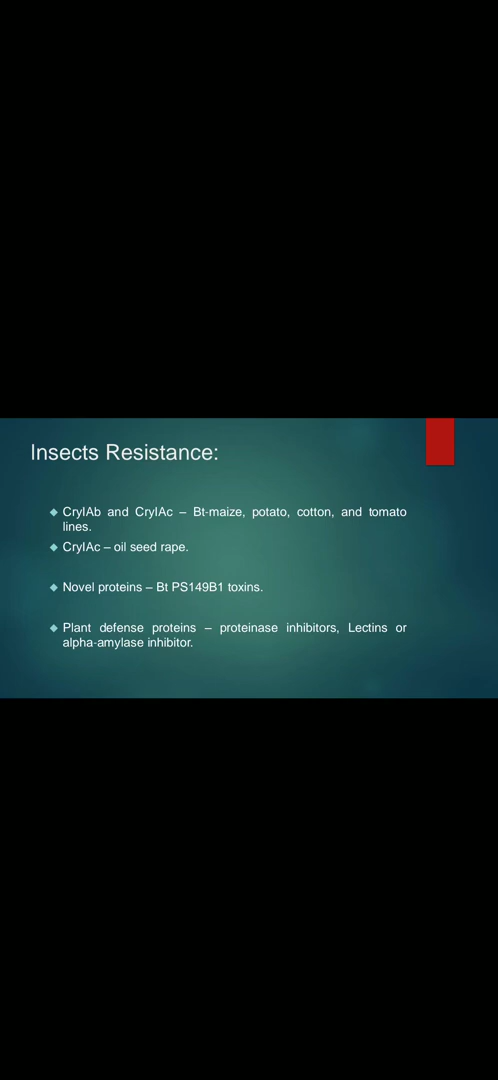 Insects Resistance:
◆ CryIAb and CryIAc – Bt-maize, potato, cotton, and tomato
lines.
◆ CryIAc – oil seed rape.
◆ Novel proteins – Bt PS149B1 toxins.
◆ Plant defense proteins – proteinase inhibitors, Lectins or
alpha-amylase inhibitor.